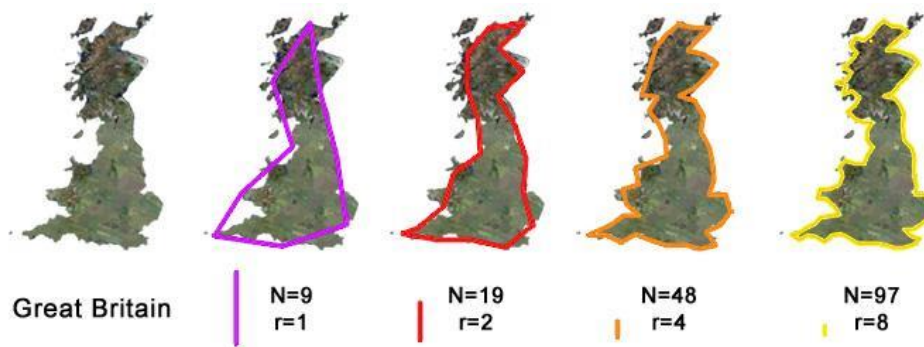 Great Britain
N=9
r=1
N=19
r=2
N=48
r=4
N=97
r=8